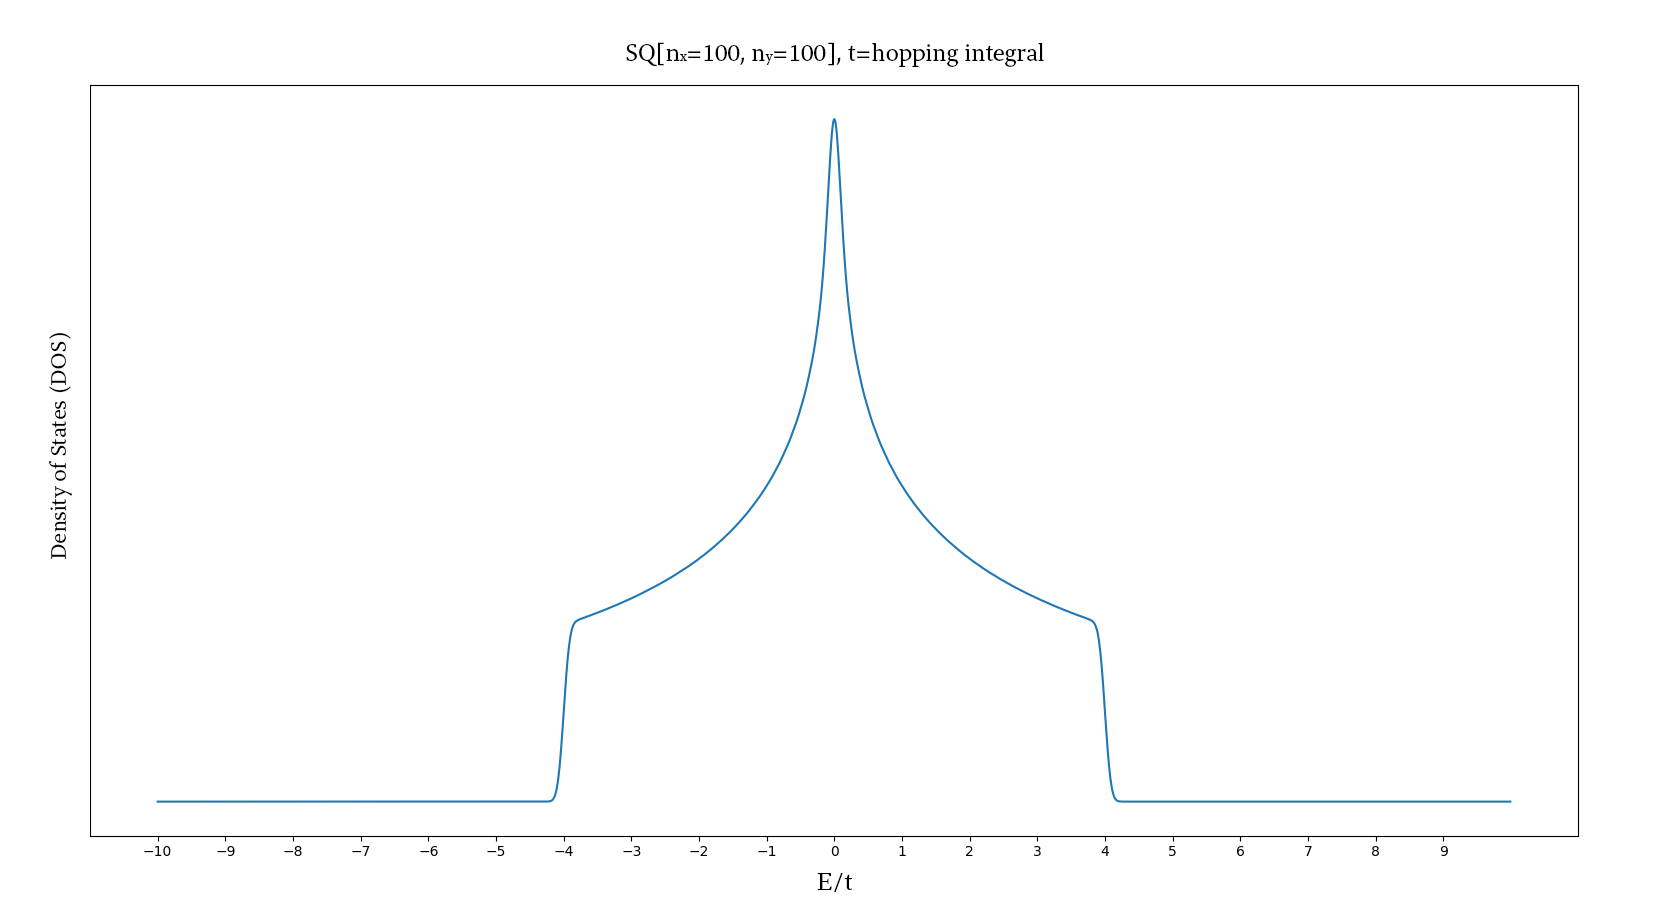 SQ[nₓ=100, nᵧ=100], t=hopping integral
Density of States (DOS)
−10 −9 −8 −7 −6 −5 −4 −3 −2 −1 0 1 2 3 4 5 6 7 8 9
E/t